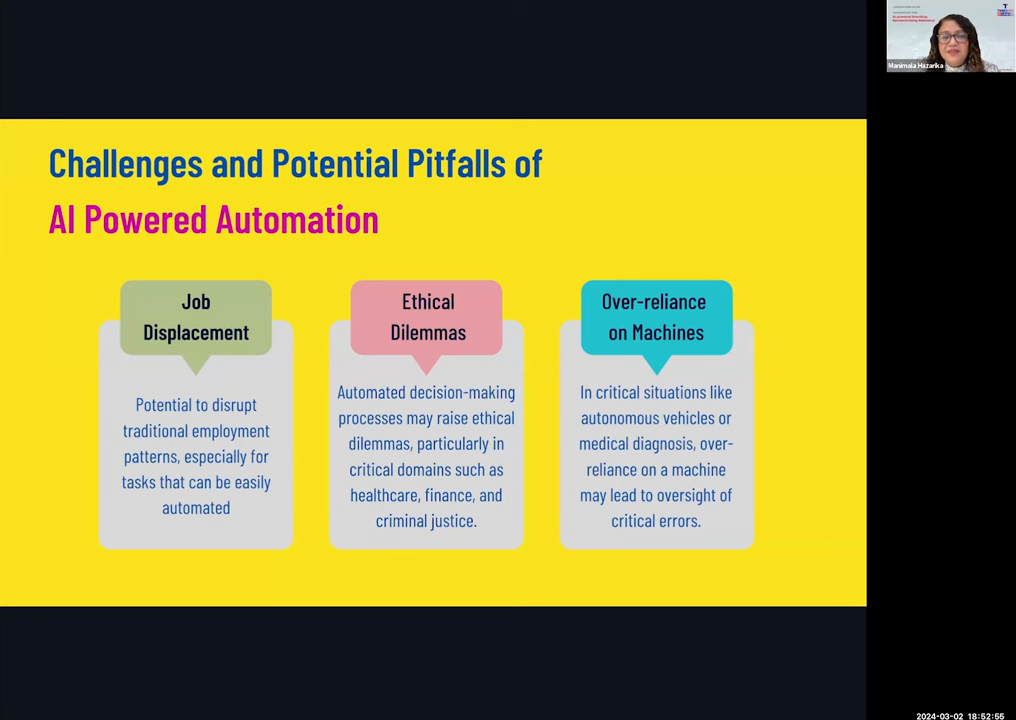 Challenges and Potential Pitfalls of
AI Powered Automation
Job
Displacement
Potential to disrupt
traditional employment
patterns, especially for
tasks that can be easily
automated
Ethical
Dilemmas
Automated decision-making
processes may raise ethical
dilemmas, particularly in
critical domains such as
healthcare, finance, and
criminal justice.
Over-reliance
on Machines
In critical situations like
autonomous vehicles or
medical diagnosis, over-
reliance on a machine
may lead to oversight of
critical errors.
Manimala Hazarika
2024-03-02 18:52:55